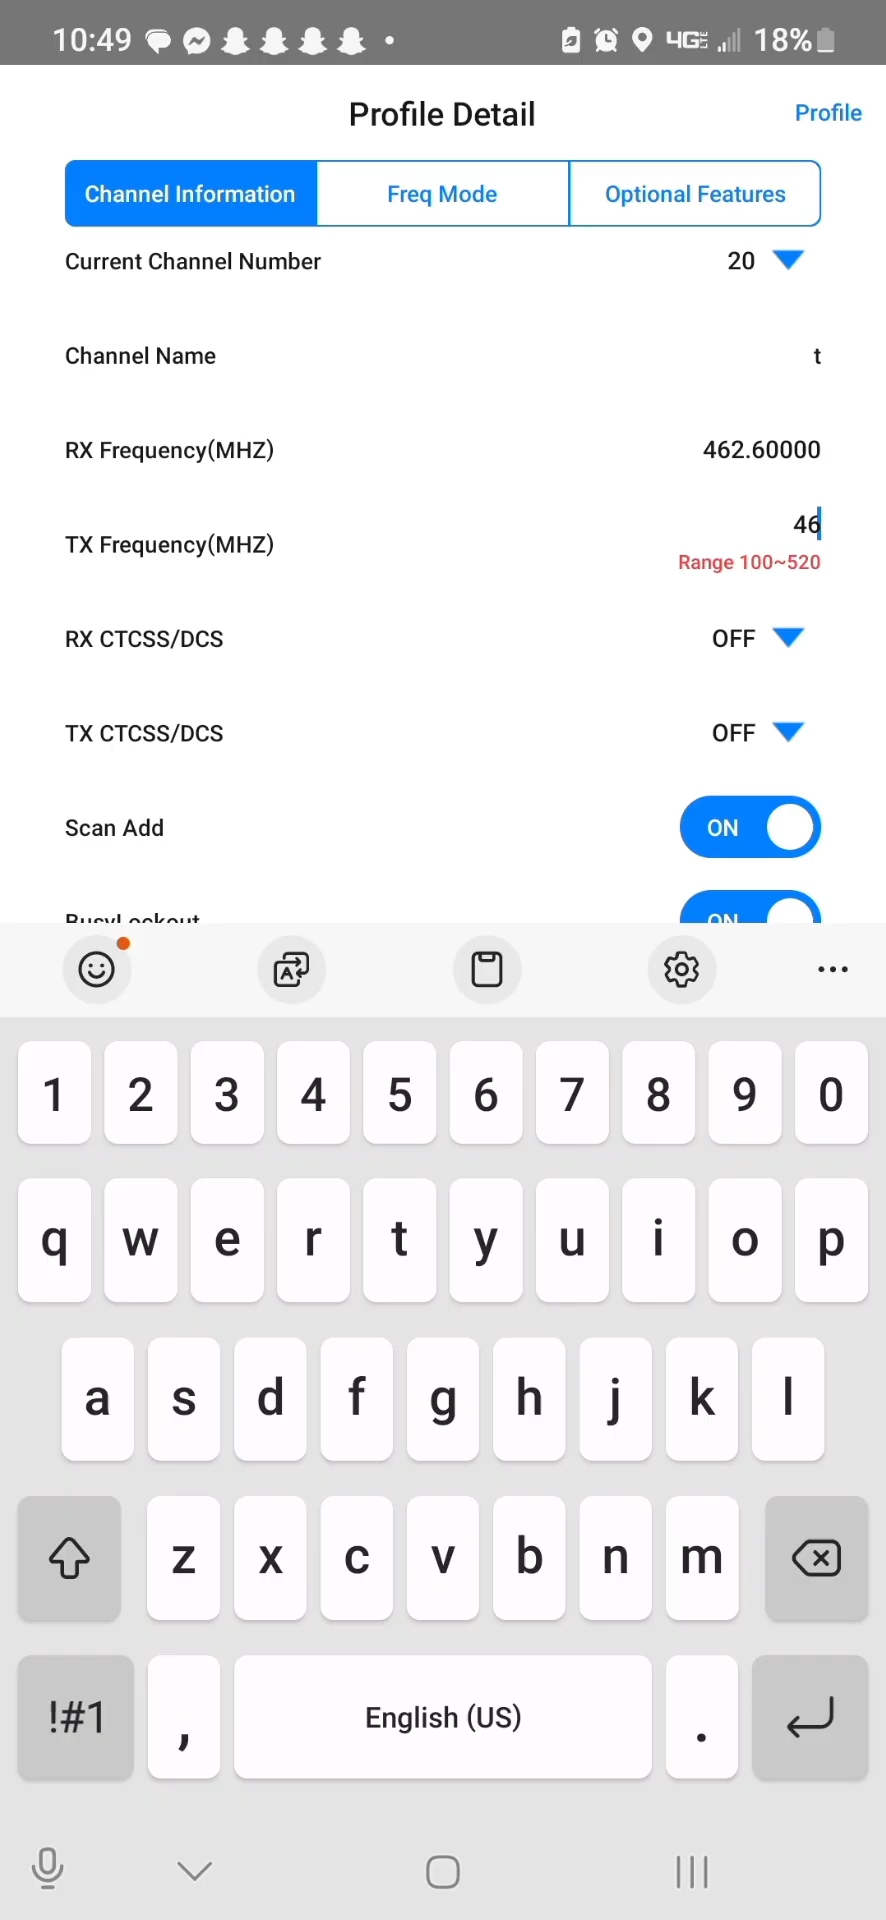 10:49 4G LTE 18%
Profile Detail Profile
Channel Information Freq Mode Optional Features
Current Channel Number 20
Channel Name t
RX Frequency(MHZ) 462.60000
TX Frequency(MHZ) 46
Range 100~520
RX CTCSS/DCS OFF
TX CTCSS/DCS OFF
Scan Add ON
BusyLockout ON
1 2 3 4 5 6 7 8 9 0
q w e r t y u i o p
a s d f g h j k l
z x c v b n m
!#1 , English (US) .